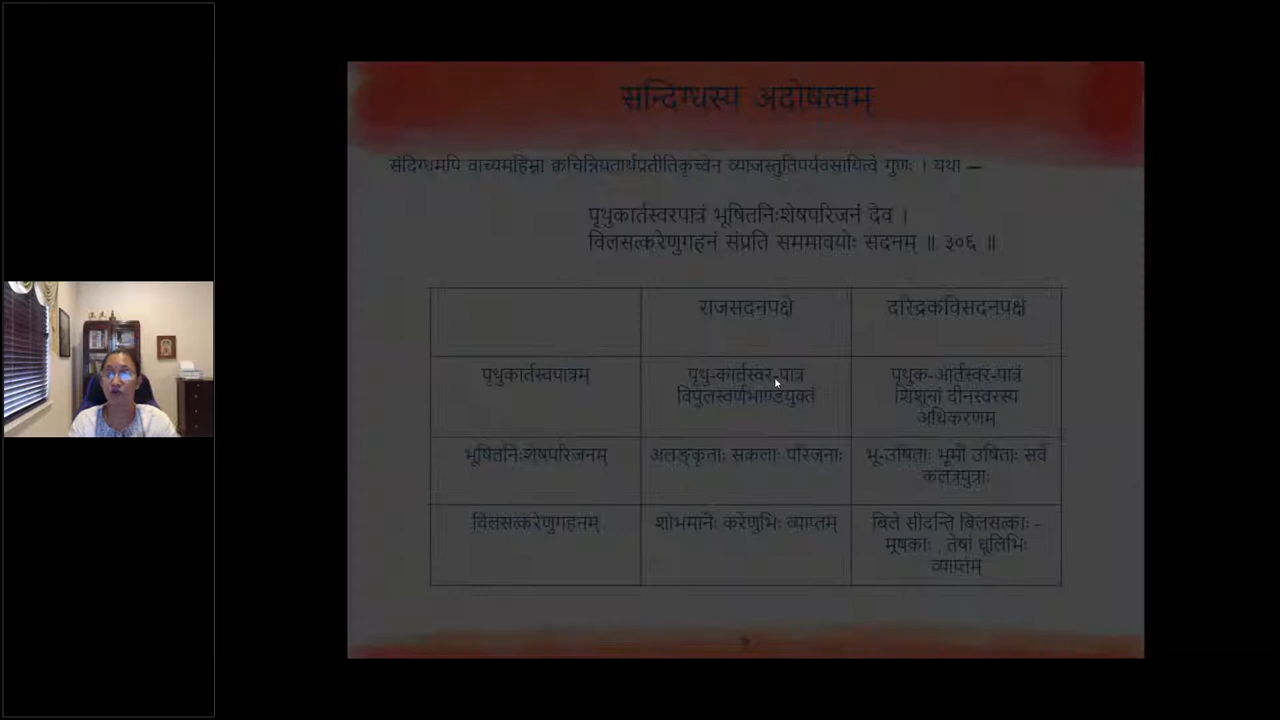 सन्दिग्धस्य अदोषत्वम्
संदिग्धमपि वाच्यमहिम्ना क्वचिन्नियतार्थप्रतीतिकृत्त्वेन व्याजस्तुतिपर्यवसायित्वे गुणः । यथा —
पृथुकार्तस्वरपात्रं भूषितनिःशेषपरिजनं देव ।
विलसत्करेणुगहनं संप्रति सममावयोः सदनम् ॥ ३०६ ॥
राजसदनपक्षे
दरिद्रकविसदनपक्षे
पृथुकार्तस्वपात्रम्
पृथु-कार्तस्वर-पात्र
विपुलस्वर्णभाण्डयुक्तं
पृथुक-आर्तस्वर-पात्रं
शिशूनां दीनस्वरस्य
अधिकरणम्
भूषितनिःशेषपरिजनम्
अलङ्कृताः सकलाः परिजनाः
भू-उषिताः भूमौ उषिताः सर्वे
कलत्रपुत्राः
विलसत्करेणुगहनम्
शोभमानैः करेणुभिः व्याप्तम्
बिले सीदन्ति बिलसत्काः -
मूषकाः , तेषां धूलिभिः
व्याप्तम्